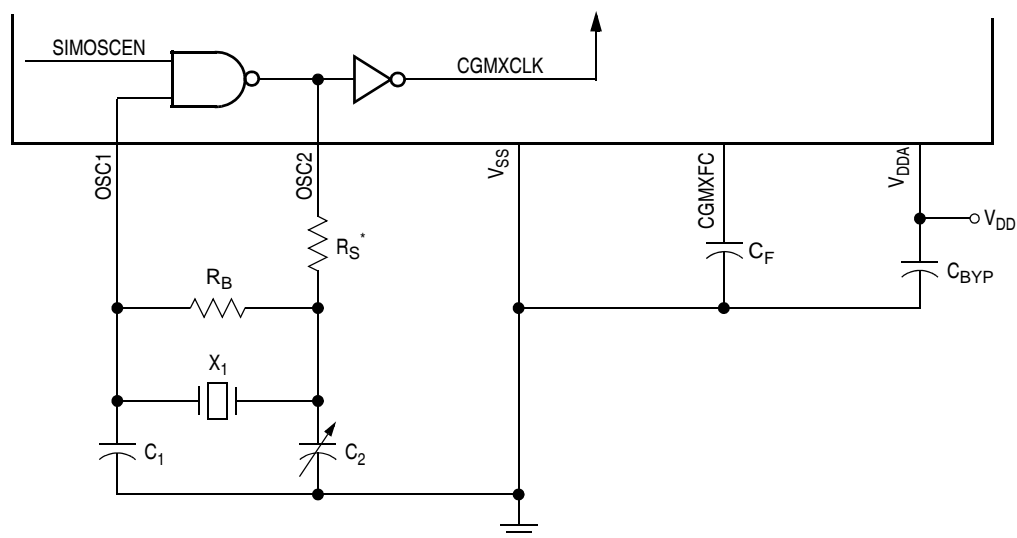 SIMOSCEN
CGMXCLK
OSC1
OSC2
VSS
CGMXFC
VDDA
VDD
RS*
CF
CBYP
RB
X1
C1
C2